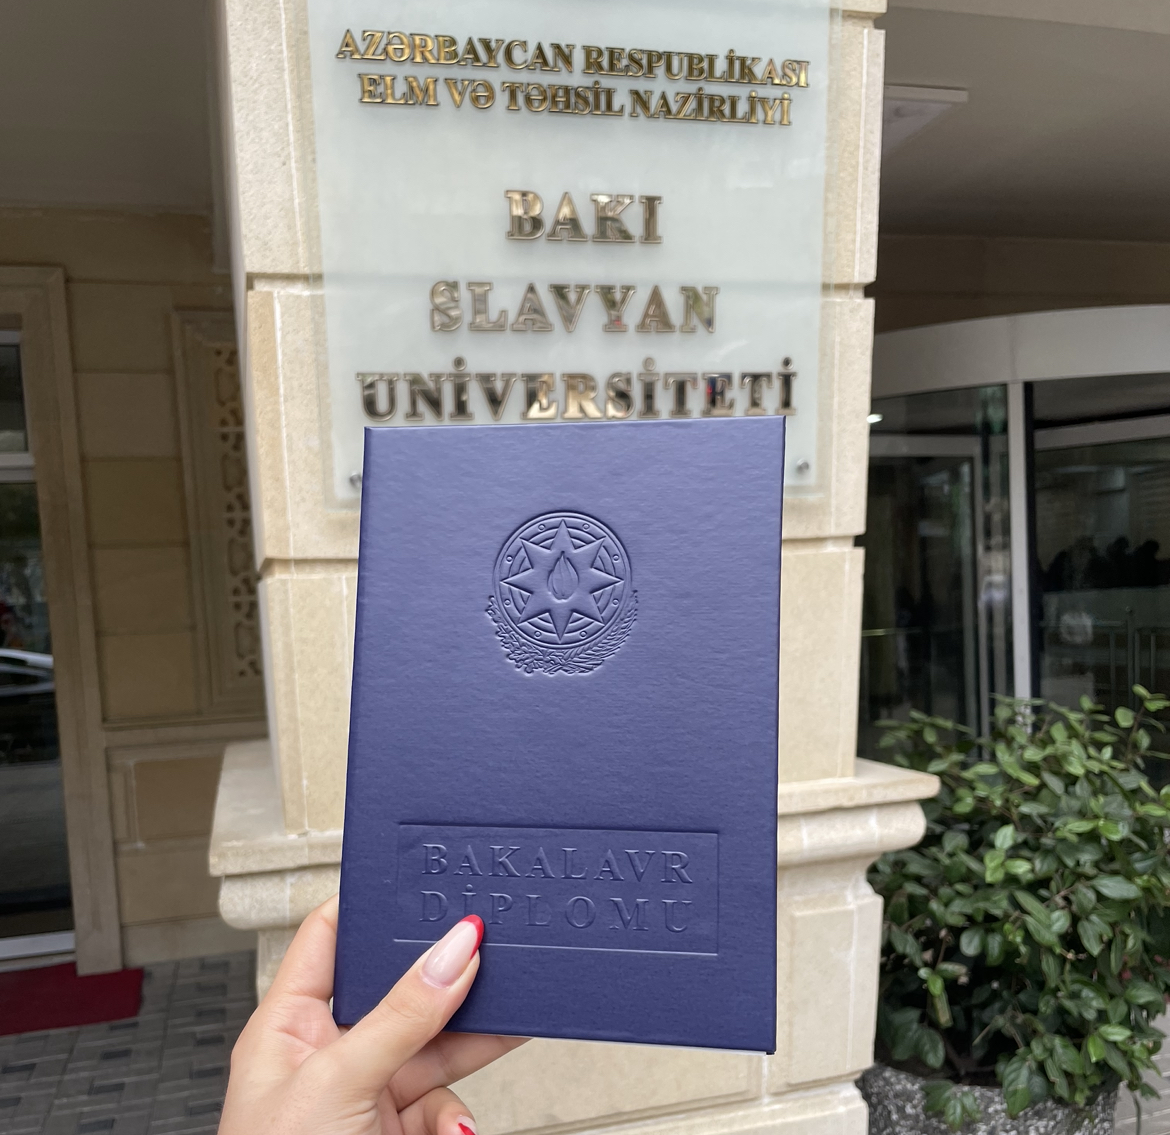 AZƏRBAYCAN RESPUBLİKASI
ELM VƏ TƏHSİL NAZİRLİYİ
BAKI
SLAVYAN
UNİVERSİTETİ
BAKALAVR
DİPLOMU